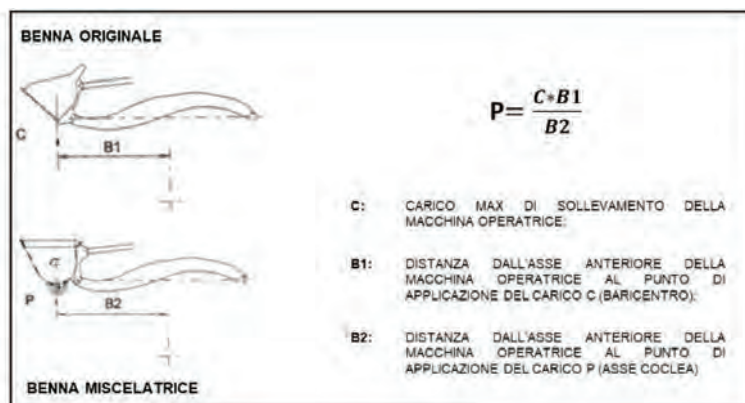 BENNA ORIGINALE
C
B1
P
B2
BENNA MISCELATRICE
P= C*B1
B2
C: CARICO MAX DI SOLLEVAMENTO DELLA
MACCHINA OPERATRICE;
B1: DISTANZA DALL'ASSE ANTERIORE DELLA
MACCHINA OPERATRICE AL PUNTO DI
APPLICAZIONE DEL CARICO C (BARICENTRO);
B2: DISTANZA DALL'ASSE ANTERIORE DELLA
MACCHINA OPERATRICE AL PUNTO DI
APPLICAZIONE DEL CARICO P (ASSE COCLEA)